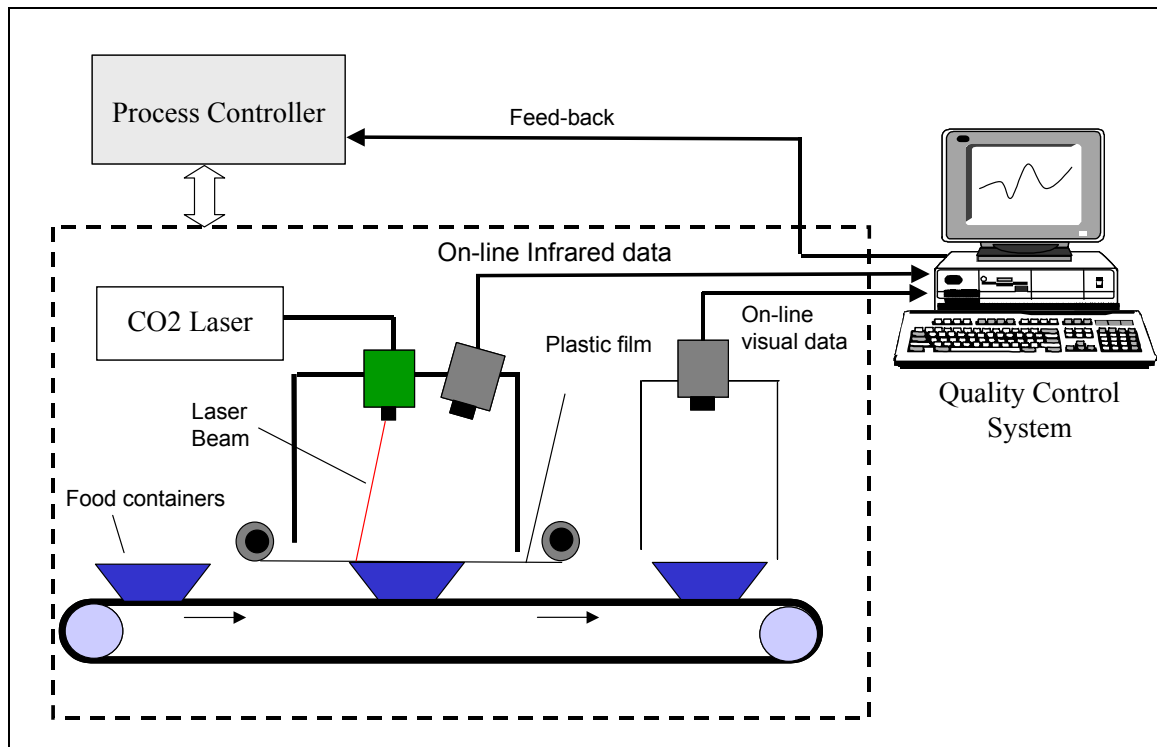 Process Controller
Feed-back
On-line Infrared data
CO2 Laser
On-line
visual data
Plastic film
Quality Control
System
Laser
Beam
Food containers